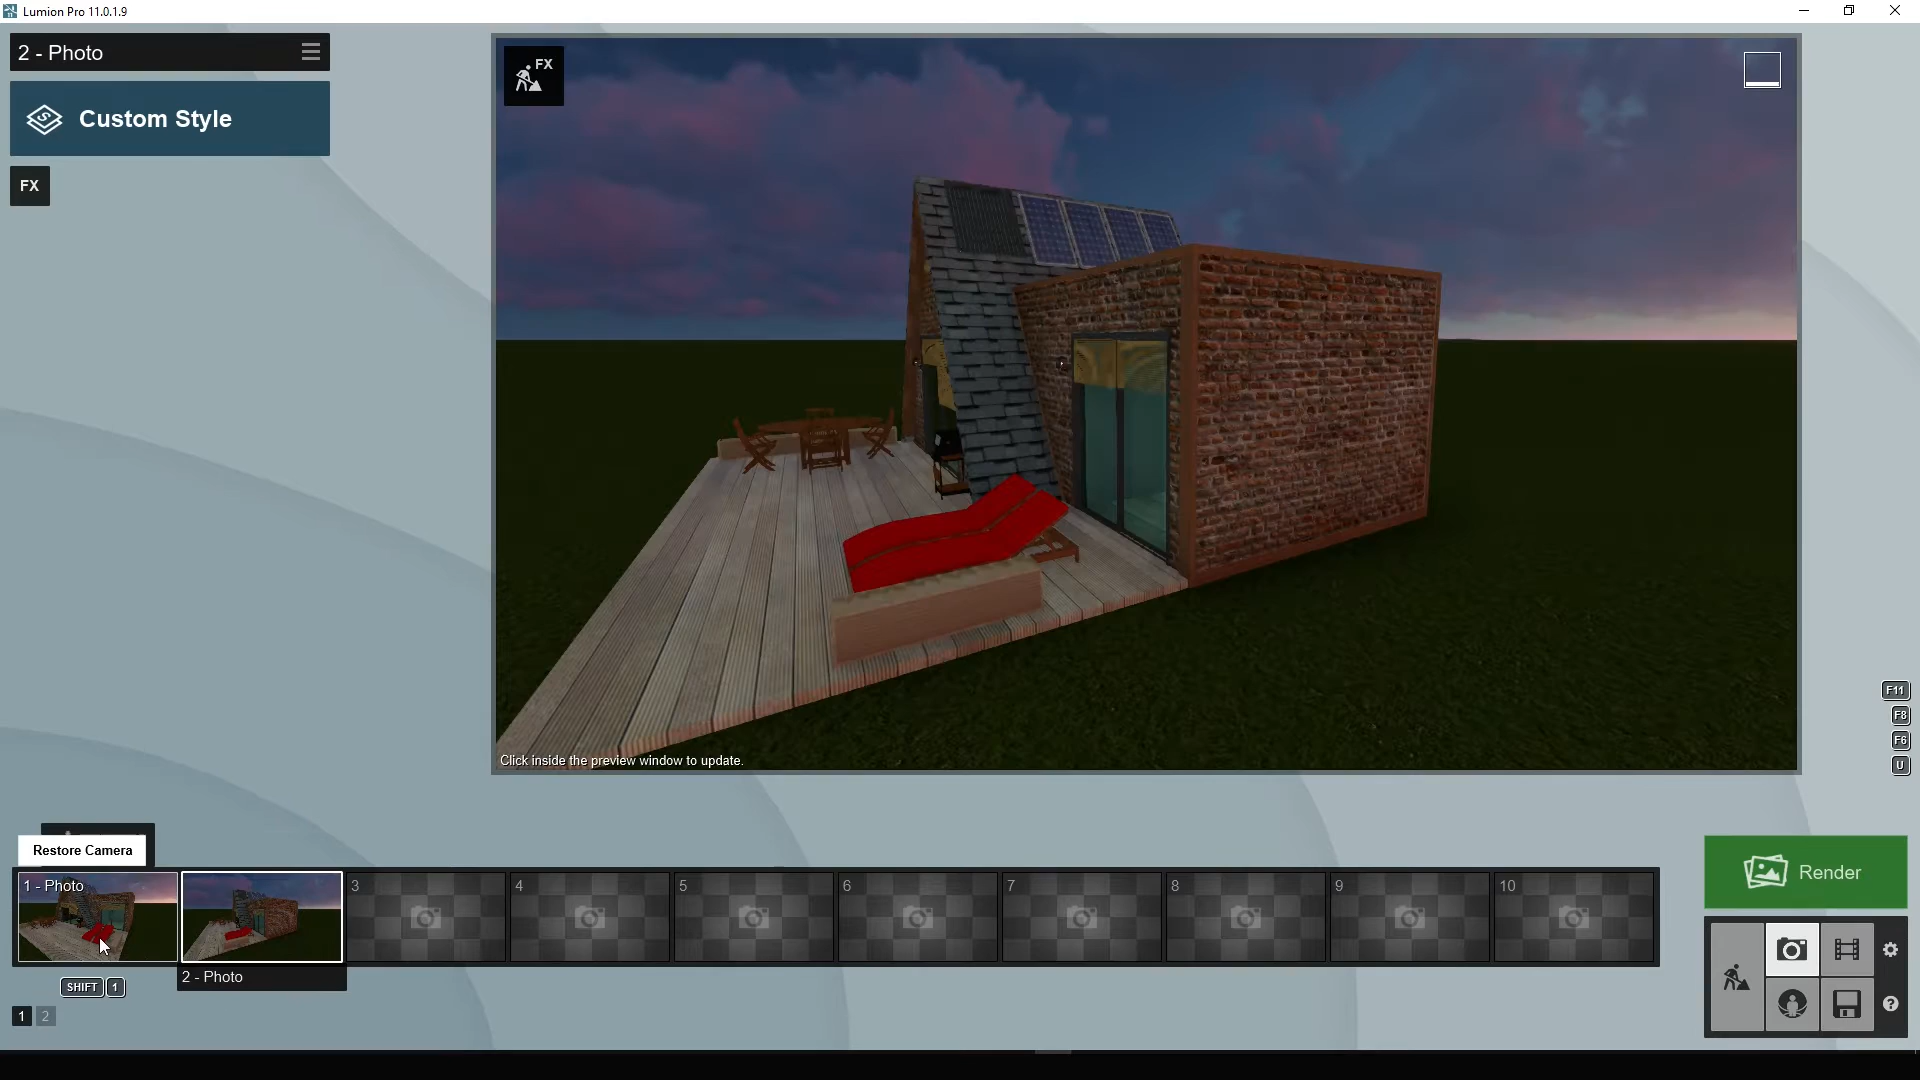 Lumion Pro 11.0.1.9
2 - Photo
Custom Style
FX
FX
Click inside the preview window to update.
F11
F8
F6
U
Restore Camera
1 - Photo
3
4
5
6
7
8
9
10
Render
2 - Photo
SHIFT 1
1 2
?